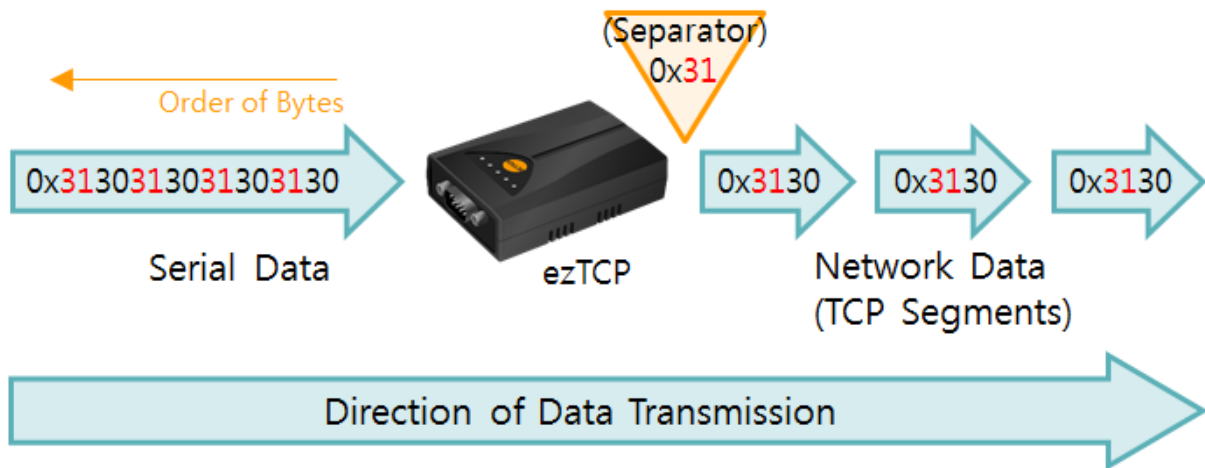 (Separator)
0x31
Order of Bytes
0x3130313031303130
0x3130
0x3130
0x3130
Serial Data
ezTCP
Network Data
(TCP Segments)
Direction of Data Transmission